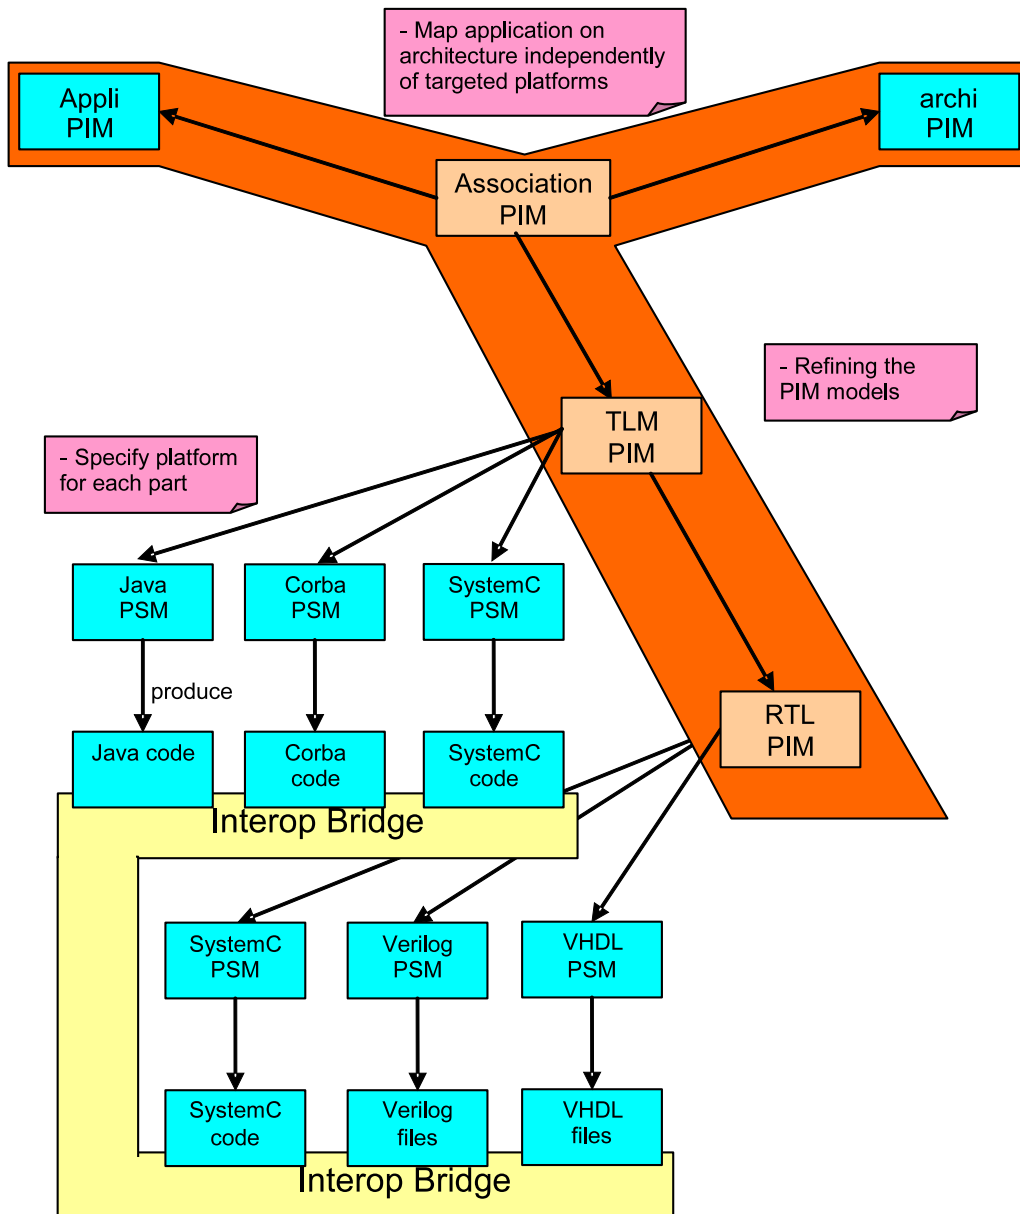 - Map application on
architecture independently
of targeted platforms
Appli
PIM
archi
PIM
Association
PIM
- Refining the
PIM models
TLM
PIM
- Specify platform
for each part
Java
PSM
Corba
PSM
SystemC
PSM
produce
RTL
PIM
Java code
Corba
code
SystemC
code
Interop Bridge
SystemC
PSM
Verilog
PSM
VHDL
PSM
SystemC
code
Verilog
files
VHDL
files
Interop Bridge